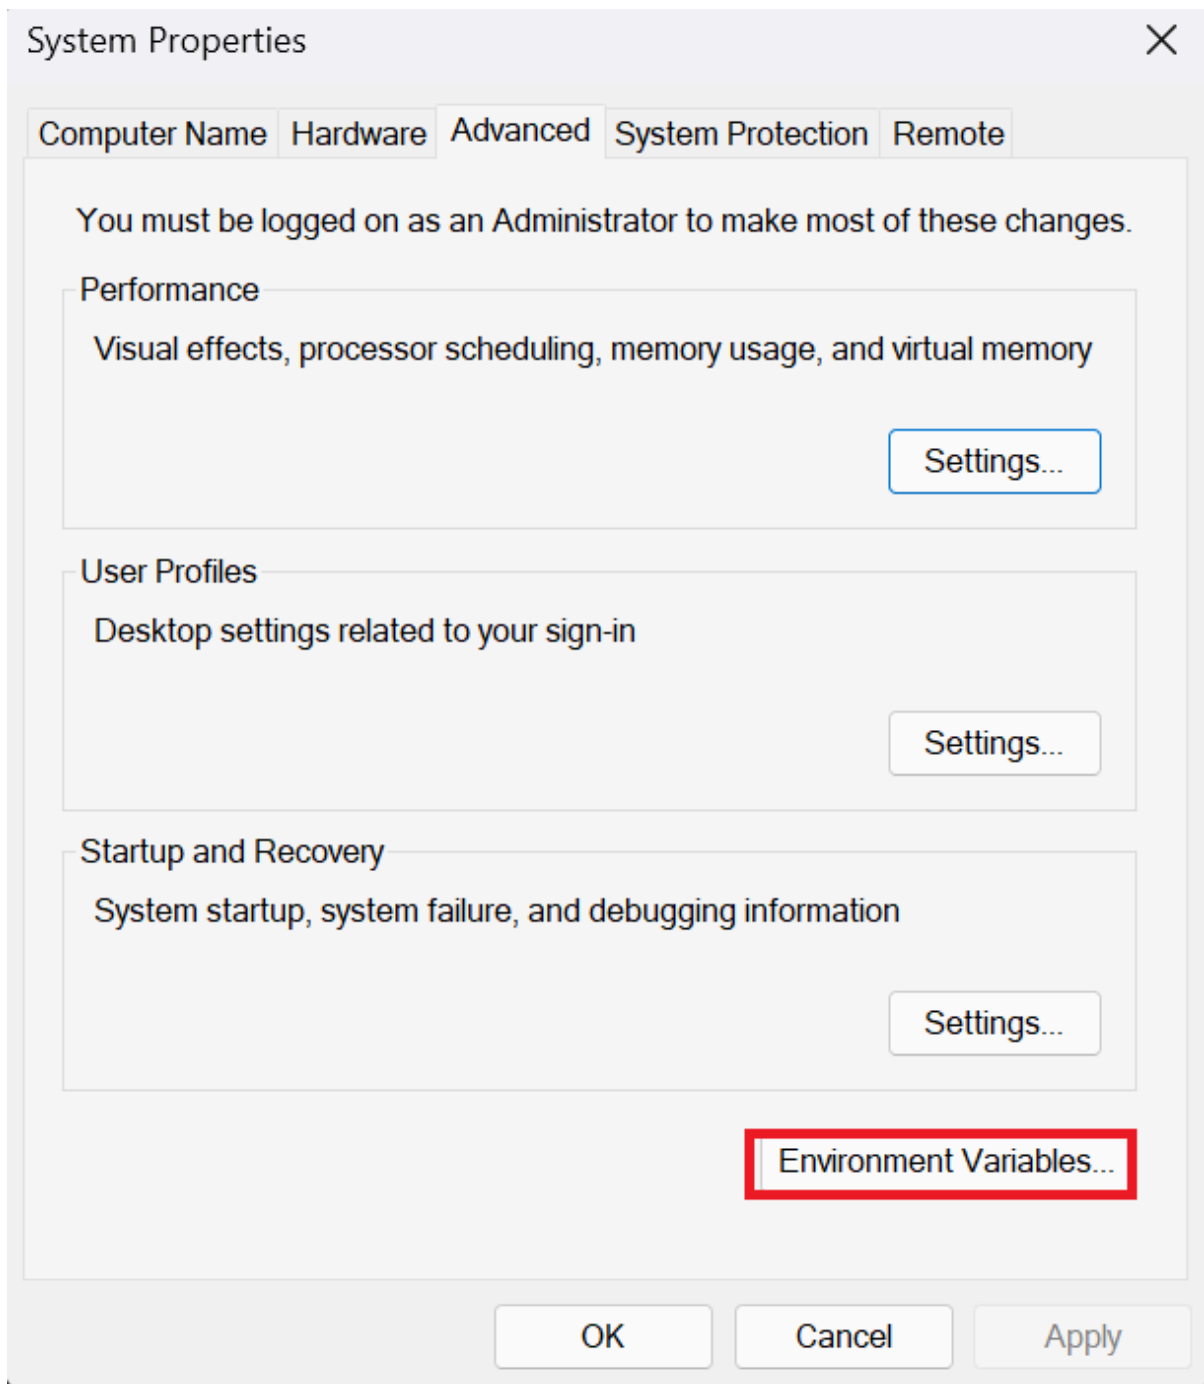 System Properties
Computer Name Hardware Advanced System Protection Remote
You must be logged on as an Administrator to make most of these changes.
Performance
Visual effects, processor scheduling, memory usage, and virtual memory
Settings...
User Profiles
Desktop settings related to your sign-in
Settings...
Startup and Recovery
System startup, system failure, and debugging information
Settings...
Environment Variables...
OK Cancel Apply